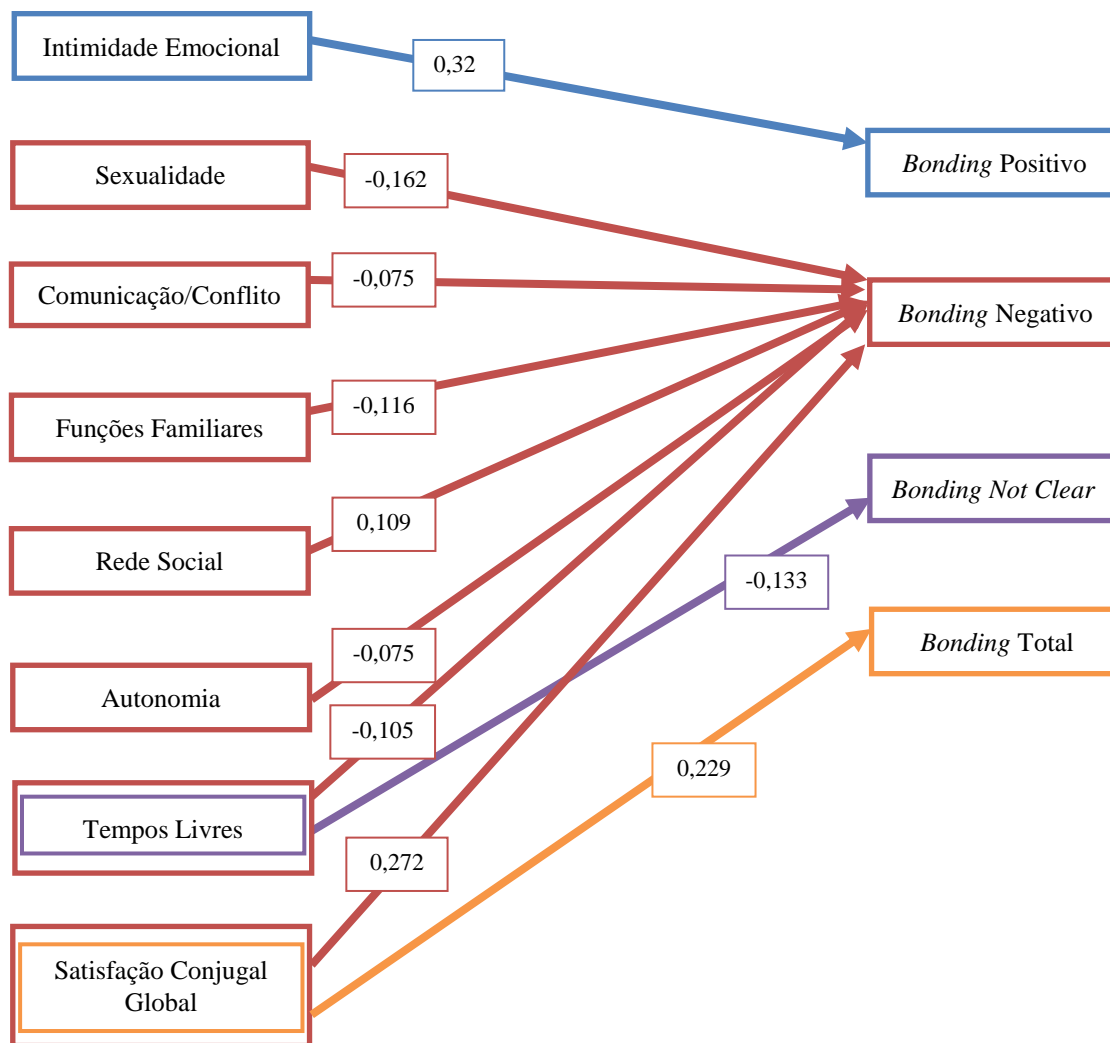 Intimidade Emocional
0,32
Bonding Positivo
Sexualidade
-0,162
Comunicação/Conflito
-0,075
Bonding Negativo
Funções Familiares
-0,116
Bonding Not Clear
Rede Social
0,109
-0,133
Bonding Total
Autonomia
-0,075
-0,105
0,229
Tempos Livres
0,272
Satisfação Conjugal
Global